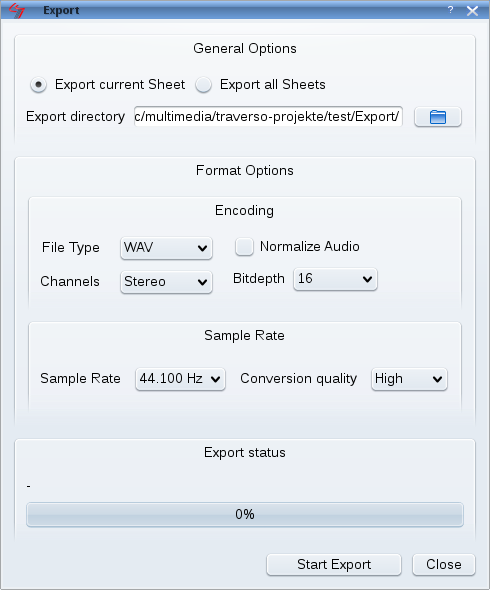 Export ?
General Options
Export current Sheet Export all Sheets
Export directory c/multimedia/traverso-projekte/test/Export/
Format Options
Encoding
File Type WAV Normalize Audio
Channels Stereo Bitdepth 16
Sample Rate
Sample Rate 44.100 Hz Conversion quality High
Export status
-
0%
Start Export Close